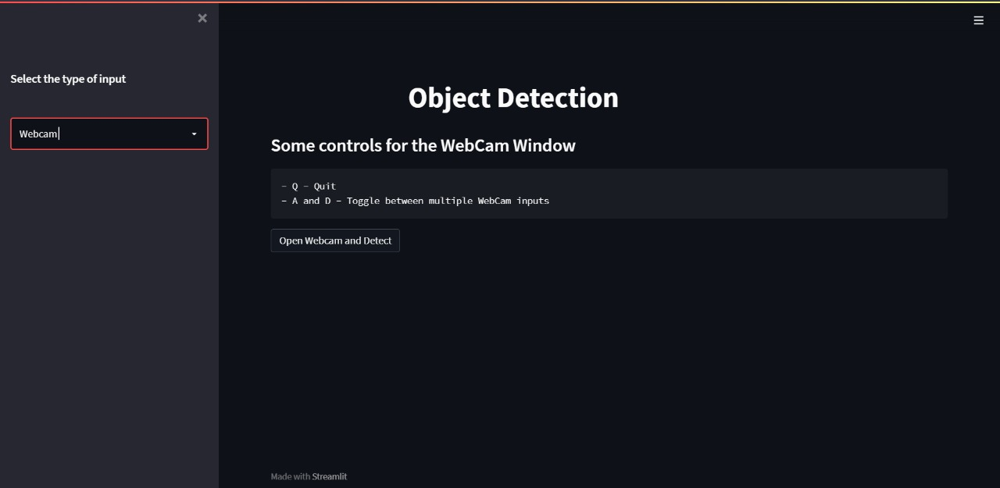 Select the type of input
Webcam
Object Detection
Some controls for the WebCam Window
- Q - Quit
- A and D - Toggle between multiple WebCam inputs
Open Webcam and Detect
Made with Streamlit